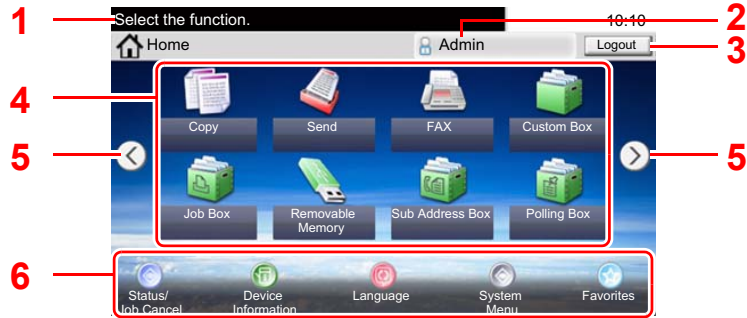 1
Select the function.
10:10
2
Home
Admin
Logout
3
4
Copy
Send
FAX
Custom Box
5
5
Job Box
Removable
Memory
Sub Address Box
Polling Box
6
Status/
Job Cancel
Device
Information
Language
System
Menu
Favorites